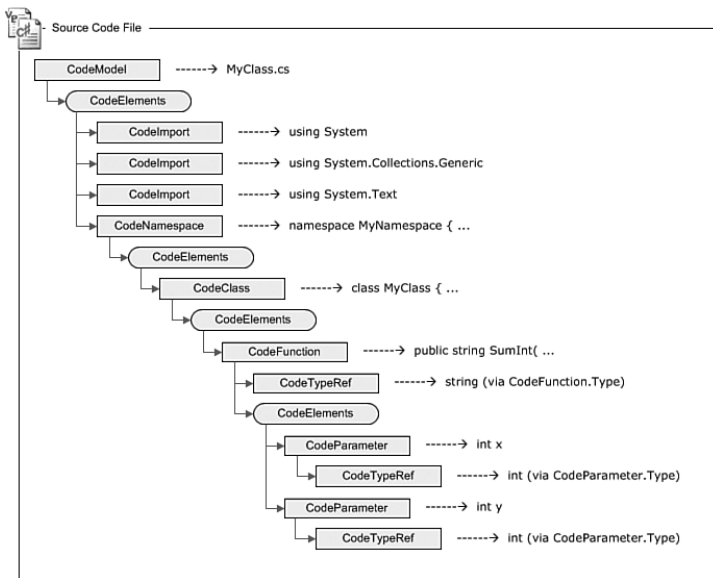 Source Code File
CodeModel ------> MyClass.cs
CodeElements
CodeImport ------> using System
CodeImport ------> using System.Collections.Generic
CodeImport ------> using System.Text
CodeNamespace ------> namespace MyNamespace { ...
CodeElements
CodeClass ------> class MyClass { ...
CodeElements
CodeFunction ------> public string SumInt( ...
CodeTypeRef ------> string (via CodeFunction.Type)
CodeElements
CodeParameter ------> int x
CodeTypeRef ------> int (via CodeParameter.Type)
CodeParameter ------> int y
CodeTypeRef ------> int (via CodeParameter.Type)